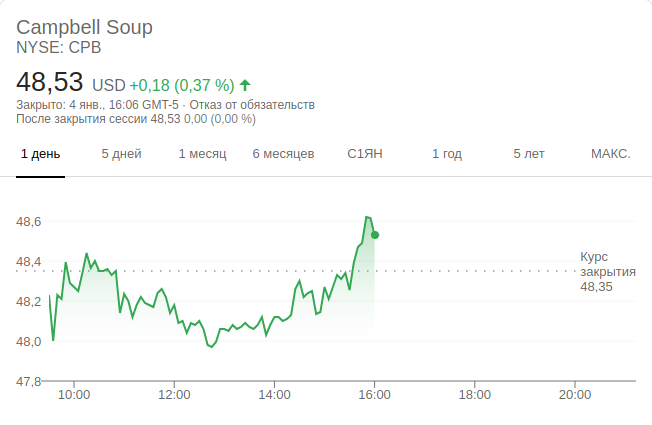 Campbell Soup
NYSE: CPB
48,53 USD +0,18 (0,37 %)
Закрыто: 4 янв., 16:06 GMT-5 · Отказ от обязательств
После закрытия сессии 48,53 0,00 (0,00 %)
1 день 5 дней 1 месяц 6 месяцев С1ЯН 1 год 5 лет МАКС.
48,6
48,4
48,2
48,0
47,8
Курс
закрытия
48,35
10:00 12:00 14:00 16:00 18:00 20:00